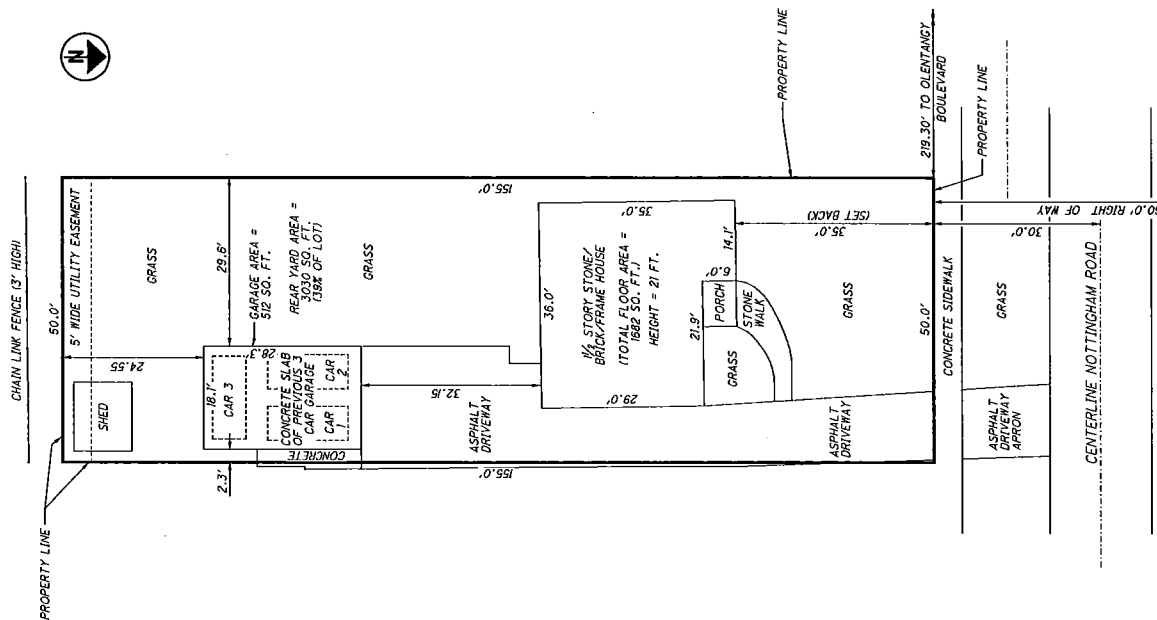 N
CHAIN LINK FENCE (3' HIGH)
PROPERTY LINE
50.0'
5' WIDE UTILITY EASEMENT
SHED
24.55
GRASS
29.6'
2.3'
18.1'
CAR 3
28.3'
CONCRETE SLAB
OF PREVIOUS 3
CAR GARAGE
CAR
1
CAR
2
CONCRETE
GARAGE AREA =
512 SQ. FT.
REAR YARD AREA =
3030 SQ. FT.
(39% OF LOT)
GRASS
155.0'
155.0'
32.15
ASPHALT
DRIVEWAY
36.0'
35.0'
29.0'
1/2 STORY STONE/
BRICK/FRAME HOUSE
(TOTAL FLOOR AREA =
1682 SQ. FT.)
HEIGHT = 21 FT.
21.9'
6.0'
14.1'
PORCH
GRASS
STONE
WALK
35.0'
(SET BACK)
GRASS
ASPHALT
DRIVEWAY
50.0'
PROPERTY LINE
219.30' TO OLENTANGY
BOULEVARD
PROPERTY LINE
CONCRETE SIDEWALK
GRASS
ASPHALT
DRIVEWAY
APRON
30.0'
60.0' RIGHT OF WAY
CENTERLINE NOTTINGHAM ROAD